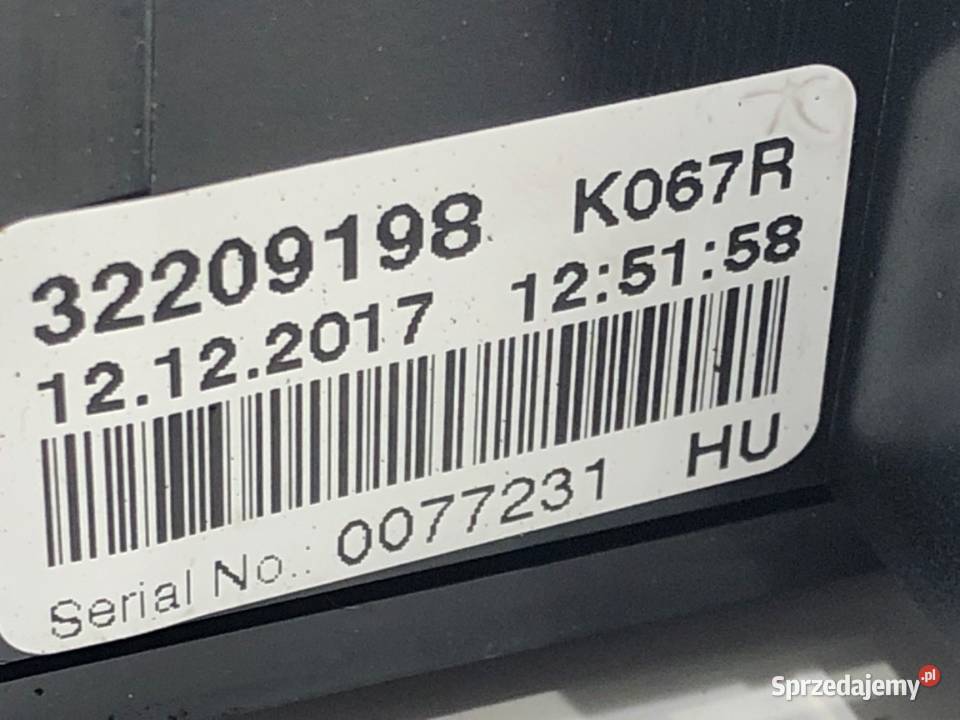 32209198 K067R
12.12.2017 12:51:58
Serial No.: 0077231 HU
Sprzedajemy.pl